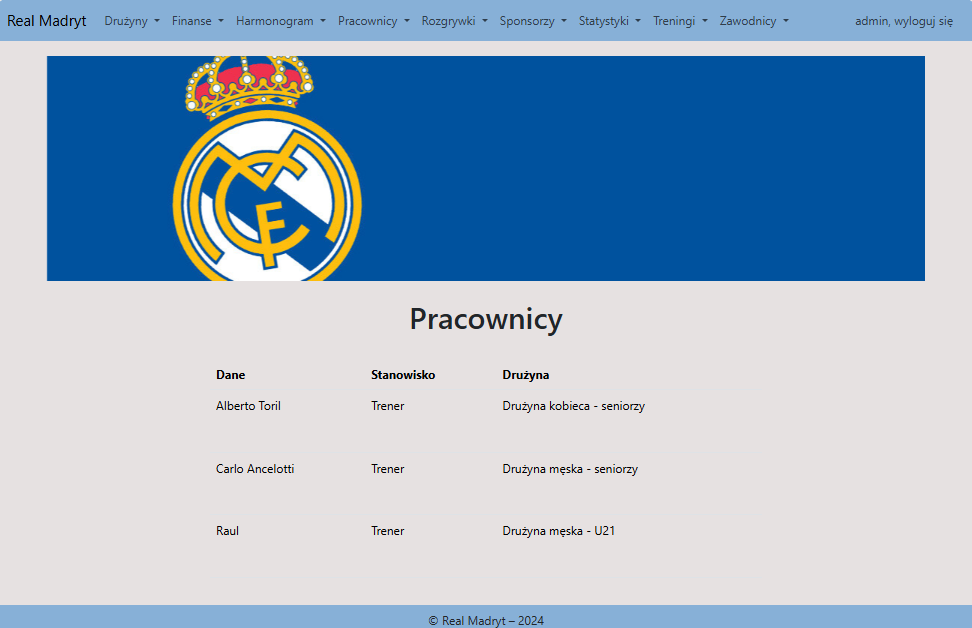 Real Madryt Drużyny Finanse Harmonogram Pracownicy Rozgrywki Sponsorzy Statystyki Treningi Zawodnicy admin, wyloguj się
Pracownicy
Dane Stanowisko Drużyna
Alberto Toril Trener Drużyna kobieca - seniorzy
Carlo Ancelotti Trener Drużyna męska - seniorzy
Raul Trener Drużyna męska - U21
© Real Madryt – 2024